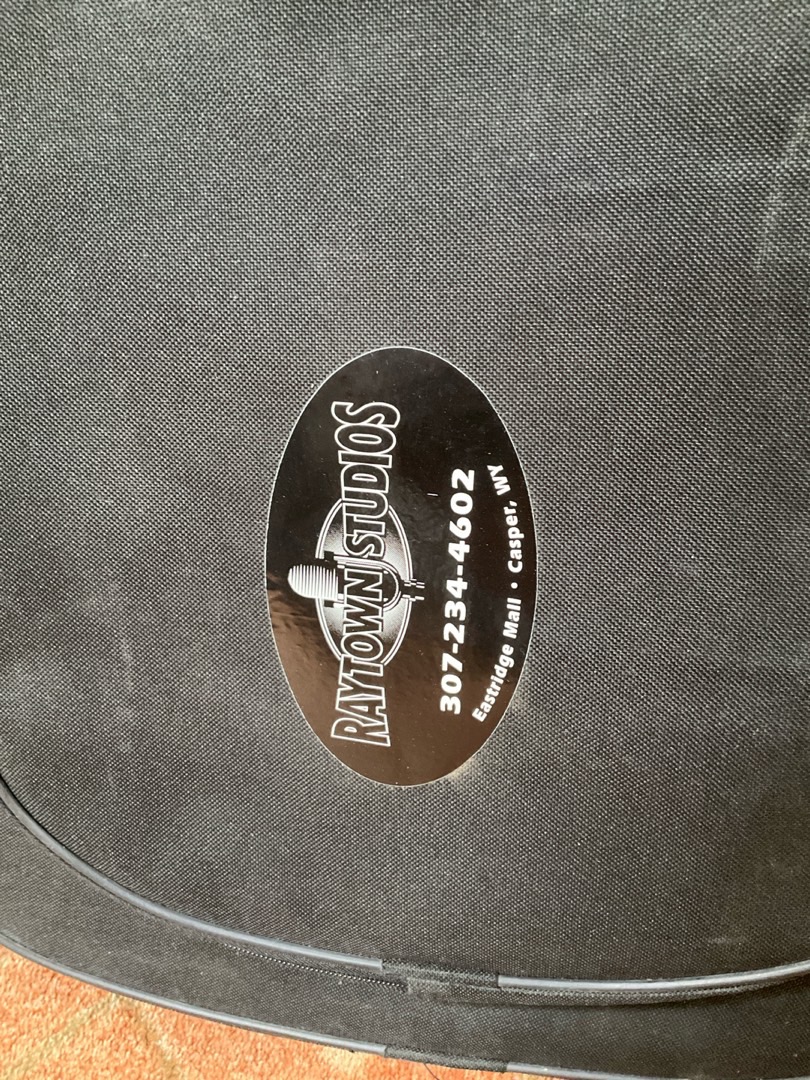 RAYTOWN STUDIOS
307-234-4602
Eastridge Mall • Casper, WY